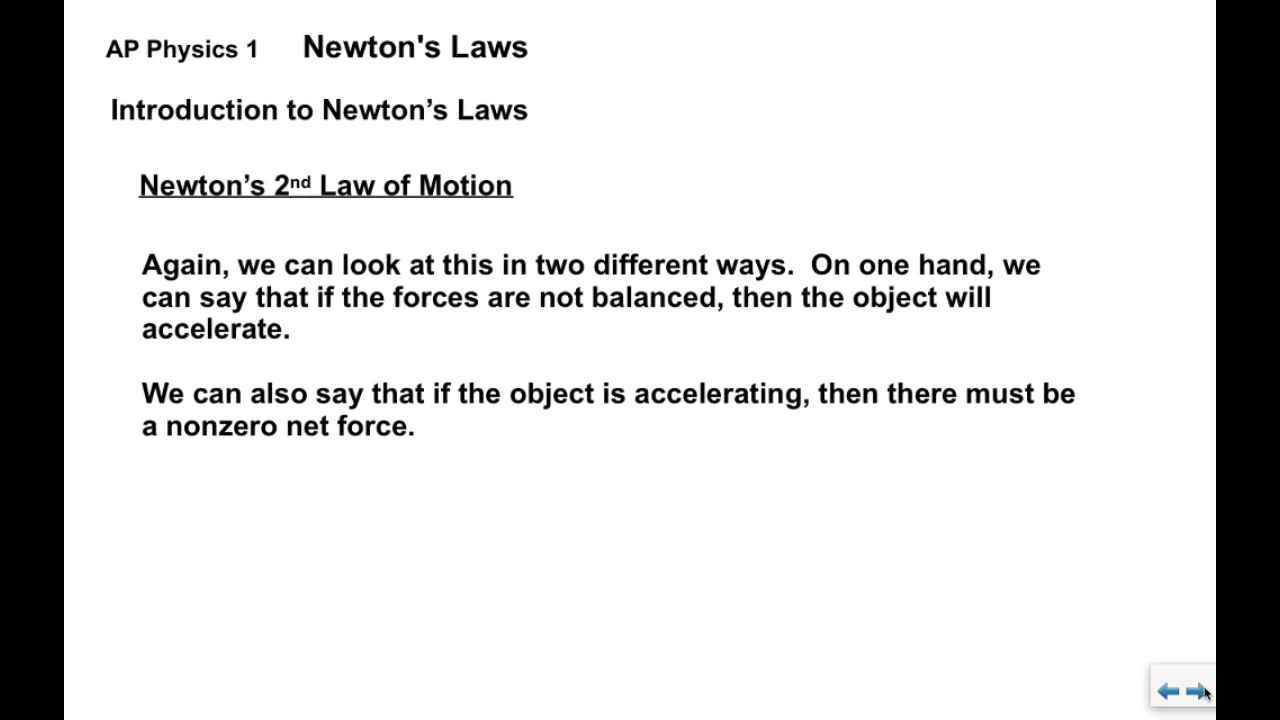 AP Physics 1 Newton's Laws
Introduction to Newton’s Laws
Newton’s 2nd Law of Motion
Again, we can look at this in two different ways. On one hand, we
can say that if the forces are not balanced, then the object will
accelerate.
We can also say that if the object is accelerating, then there must be
a nonzero net force.